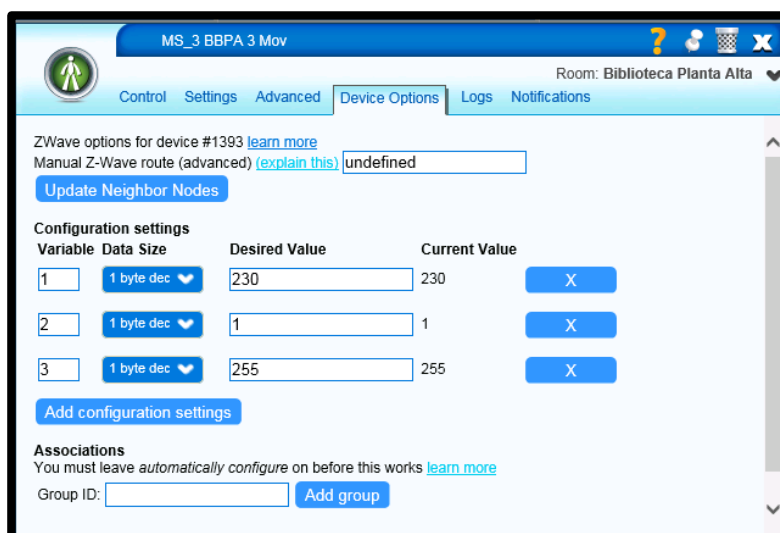 MS_3 BBPA 3 Mov
? X
Room: Biblioteca Planta Alta
Control Settings Advanced Device Options Logs Notifications
ZWave options for device #1393 learn more
Manual Z-Wave route (advanced) (explain this) undefined
Update Neighbor Nodes
Configuration settings
Variable Data Size Desired Value Current Value
1 1 byte dec 230 230 X
2 1 byte dec 1 1 X
3 1 byte dec 255 255 X
Add configuration settings
Associations
You must leave automatically configure on before this works learn more
Group ID: Add group